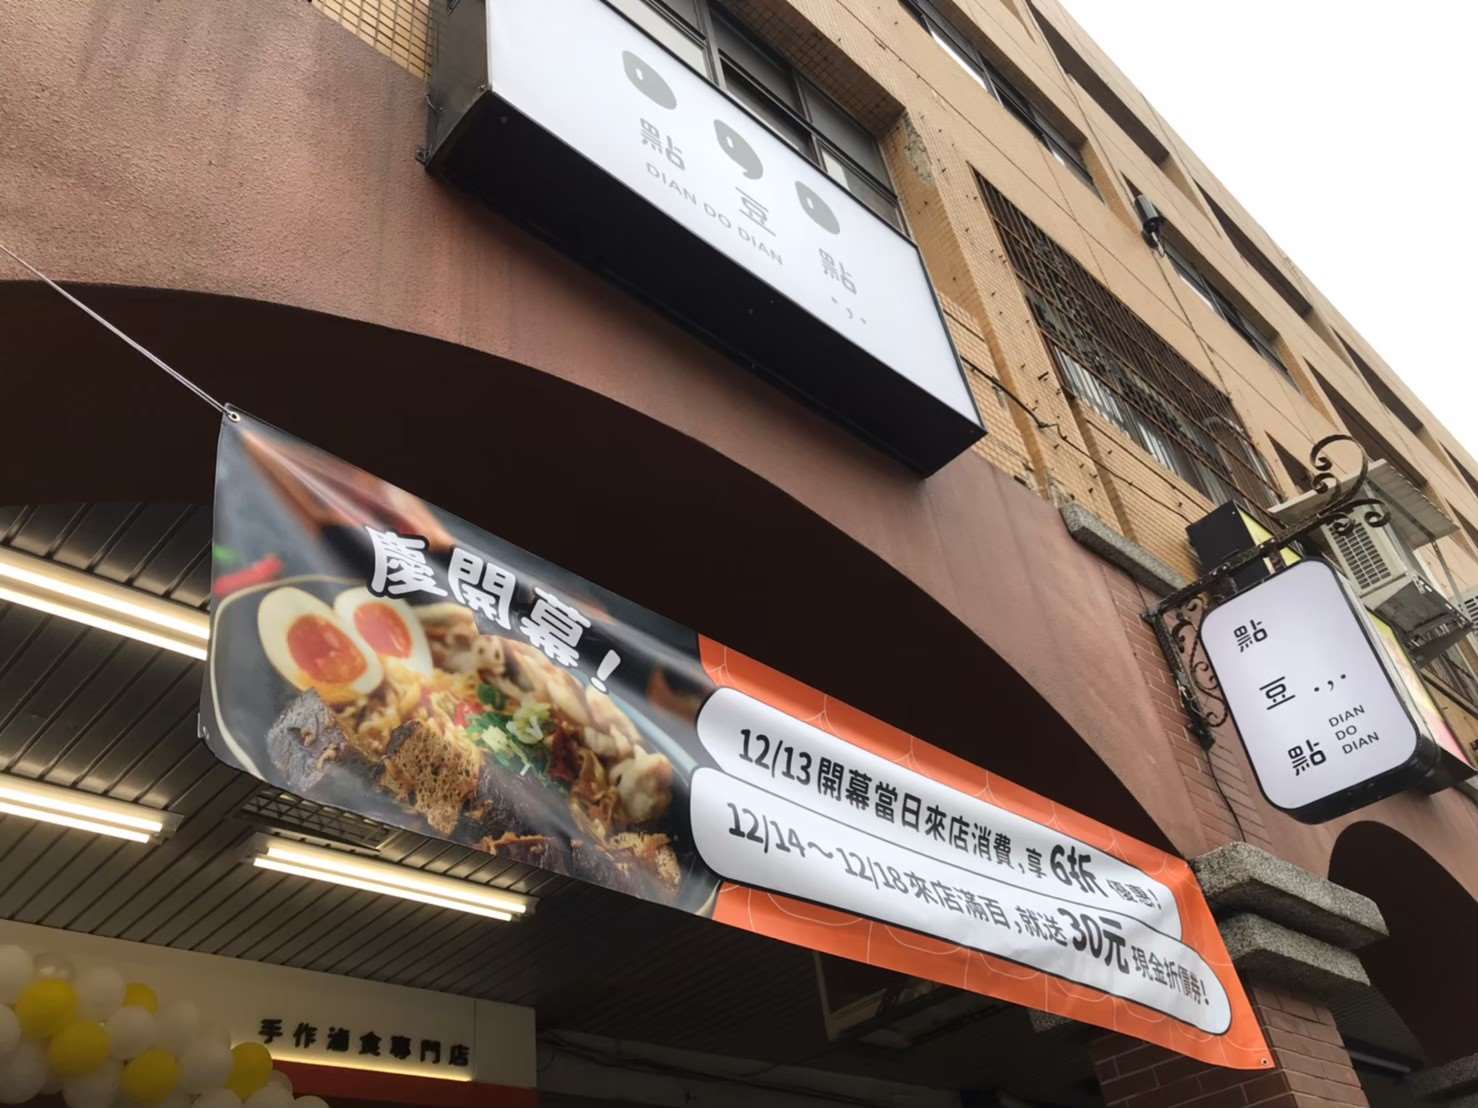 點豆點
DIAN DO DIAN
慶開幕!
12/13開幕當日來店消費,享6折優惠!
12/14~12/18來店滿百,就送30元現金折價券!
點
豆
點
DIAN
DO
DIAN
手作滷食專門店